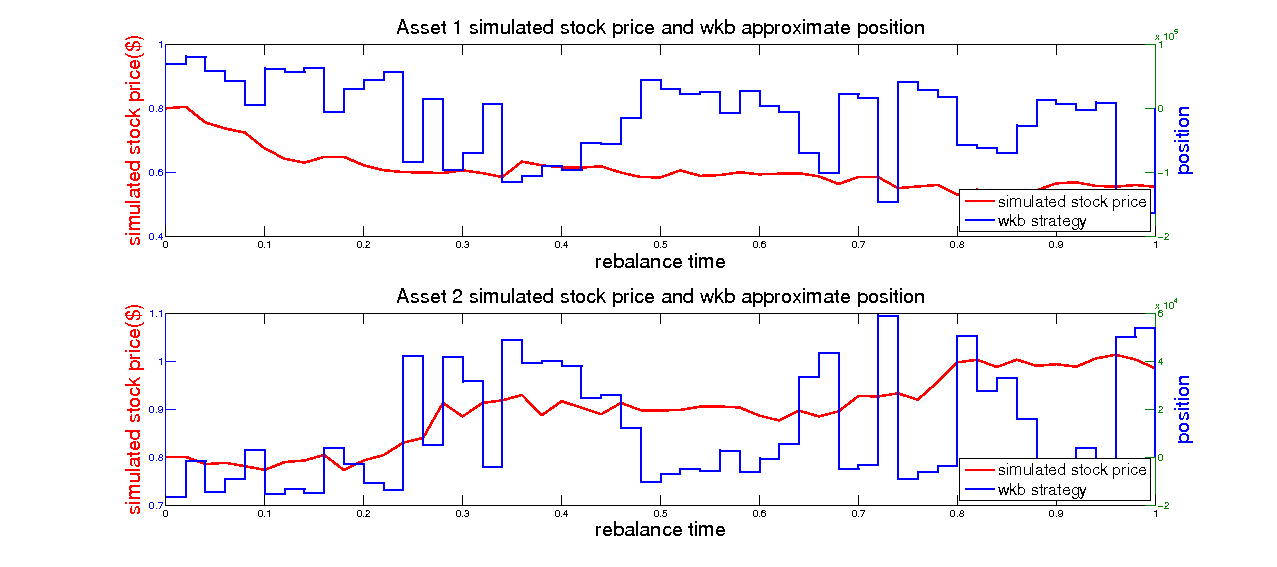 Asset 1 simulated stock price and wkb approximate position
x 10^5
1
0.8
0.6
0.4
1
0
-1
-2
simulated stock price($)
position
simulated stock price
wkb strategy
0 0.1 0.2 0.3 0.4 0.5 0.6 0.7 0.8 0.9 1
rebalance time
Asset 2 simulated stock price and wkb approximate position
x 10^4
1.1
1
0.9
0.8
0.7
6
4
2
0
-2
simulated stock price($)
position
simulated stock price
wkb strategy
0 0.1 0.2 0.3 0.4 0.5 0.6 0.7 0.8 0.9 1
rebalance time